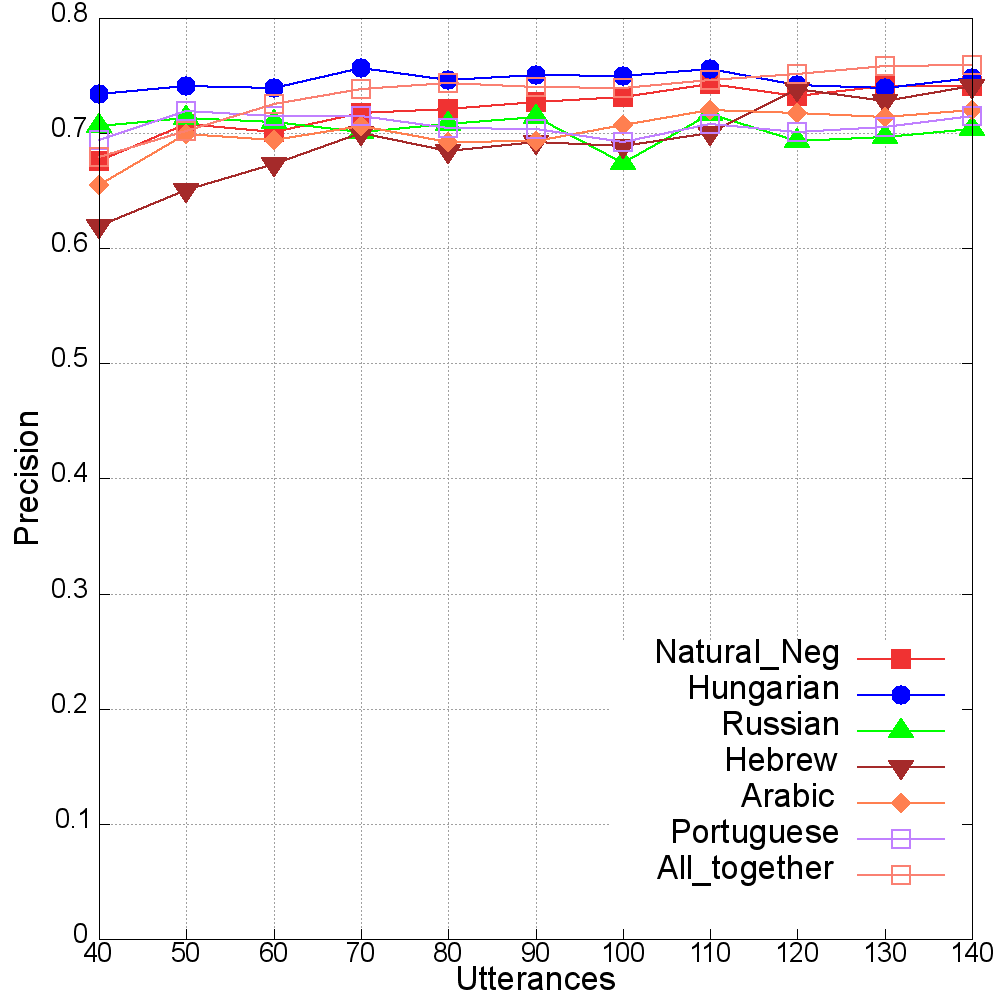 0.8
0.7
0.6
0.5
0.4
0.3
0.2
0.1
0
Precision
40 50 60 70 80 90 100 110 120 130 140
Utterances
Natural_Neg
Hungarian
Russian
Hebrew
Arabic
Portuguese
All_together